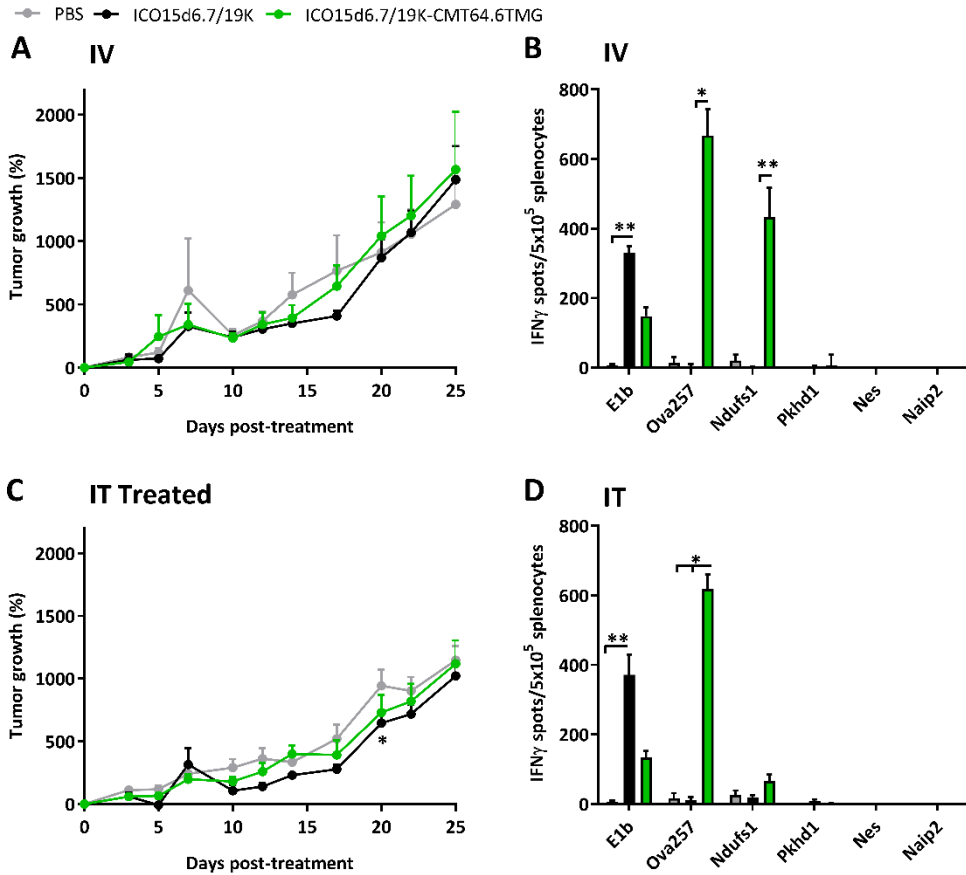 PBS ICO15d6.7/19K ICO15d6.7/19K-CMT64.6TMG
A IV
Tumor growth (%)
2000
1500
1000
500
0
0 5 10 15 20 25
Days post-treatment
B IV
IFNγ spots/5x10⁵ splenocytes
800
600
400
200
0
** * **
E1b Ova257 Ndufs1 Pkhd1 Nes Naip2
C IT Treated
Tumor growth (%)
2000
1500
1000
500
0
*
0 5 10 15 20 25
Days post-treatment
D IT
IFNγ spots/5x10⁵ splenocytes
800
600
400
200
0
** *
E1b Ova257 Ndufs1 Pkhd1 Nes Naip2